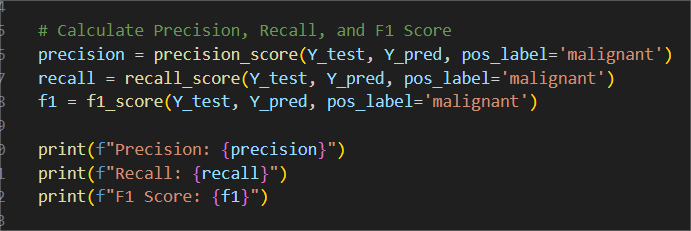 # Calculate Precision, Recall, and F1 Score
precision = precision_score(Y_test, Y_pred, pos_label='malignant')
recall = recall_score(Y_test, Y_pred, pos_label='malignant')
f1 = f1_score(Y_test, Y_pred, pos_label='malignant')
print(f"Precision: {precision}")
print(f"Recall: {recall}")
print(f"F1 Score: {f1}")